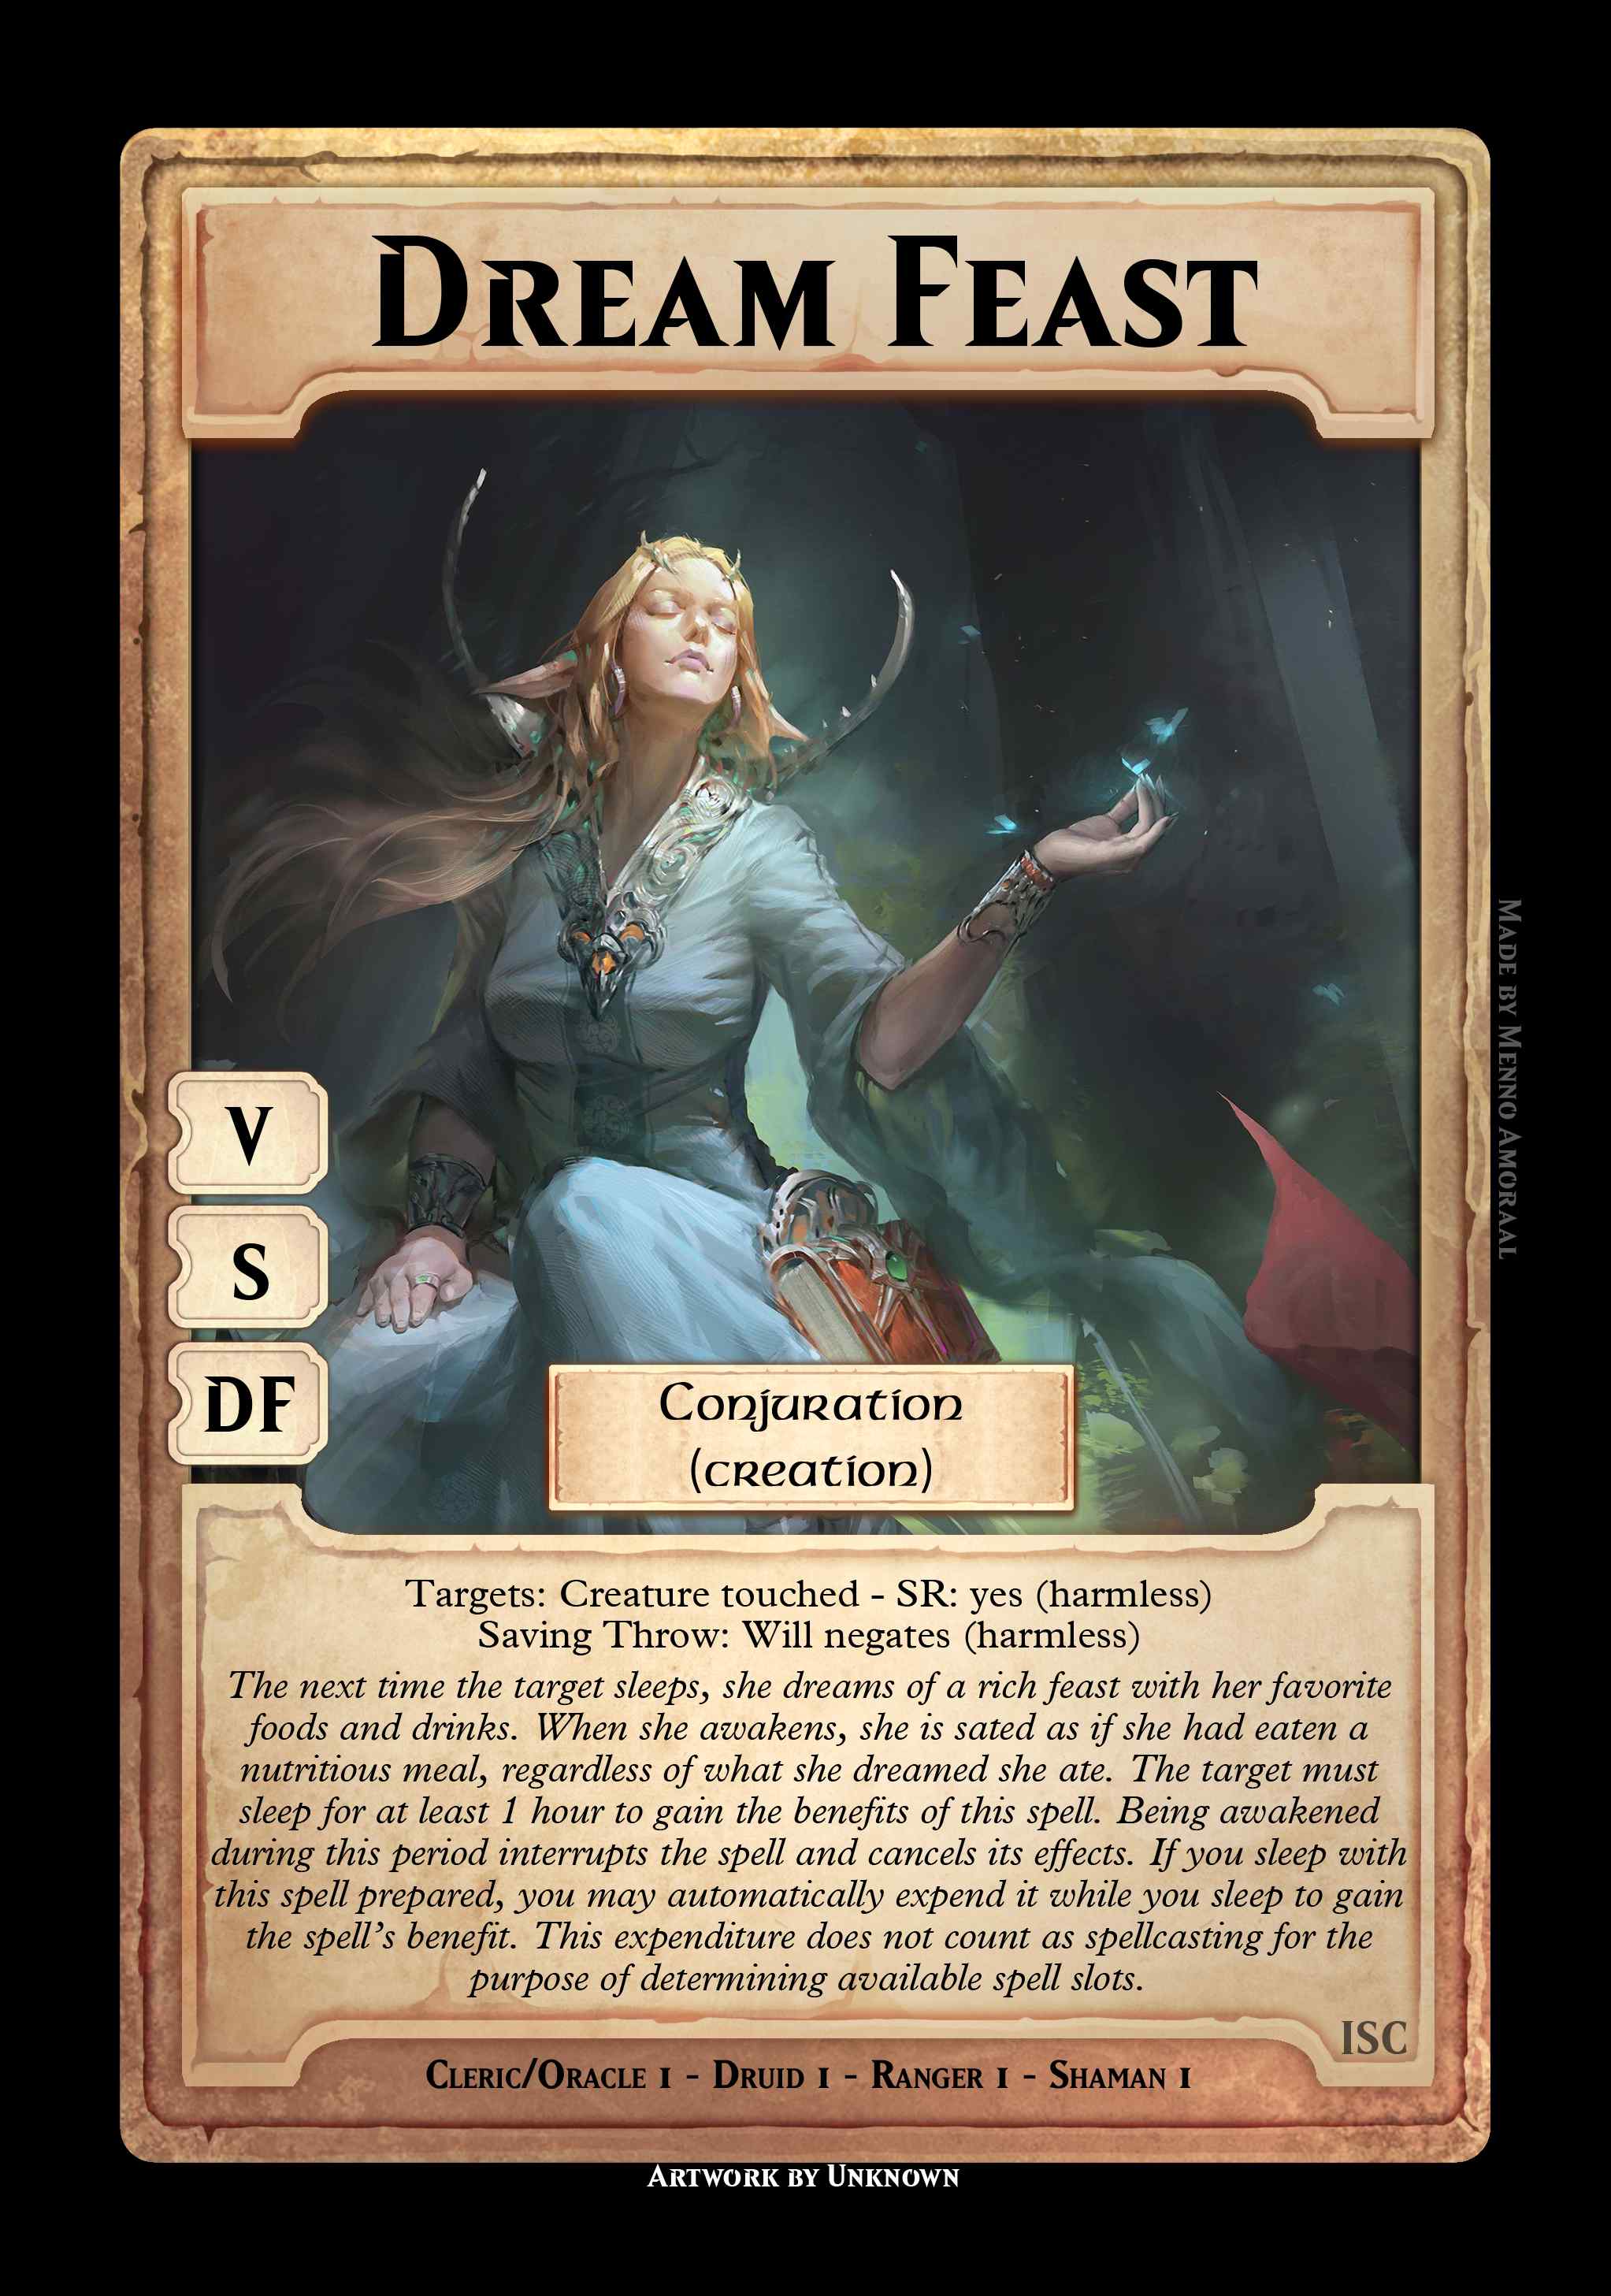 Dream Feast
Made by Menno Amoraal
V
S
DF
Conjuration
(creation)
Targets: Creature touched - SR: yes (harmless)
Saving Throw: Will negates (harmless)
The next time the target sleeps, she dreams of a rich feast with her favorite
foods and drinks. When she awakens, she is sated as if she had eaten a
nutritious meal, regardless of what she dreamed she ate. The target must
sleep for at least 1 hour to gain the benefits of this spell. Being awakened
during this period interrupts the spell and cancels its effects. If you sleep with
this spell prepared, you may automatically expend it while you sleep to gain
the spell’s benefit. This expenditure does not count as spellcasting for the
purpose of determining available spell slots.
ISC
Cleric/Oracle 1 - Druid 1 - Ranger 1 - Shaman 1
Artwork by Unknown